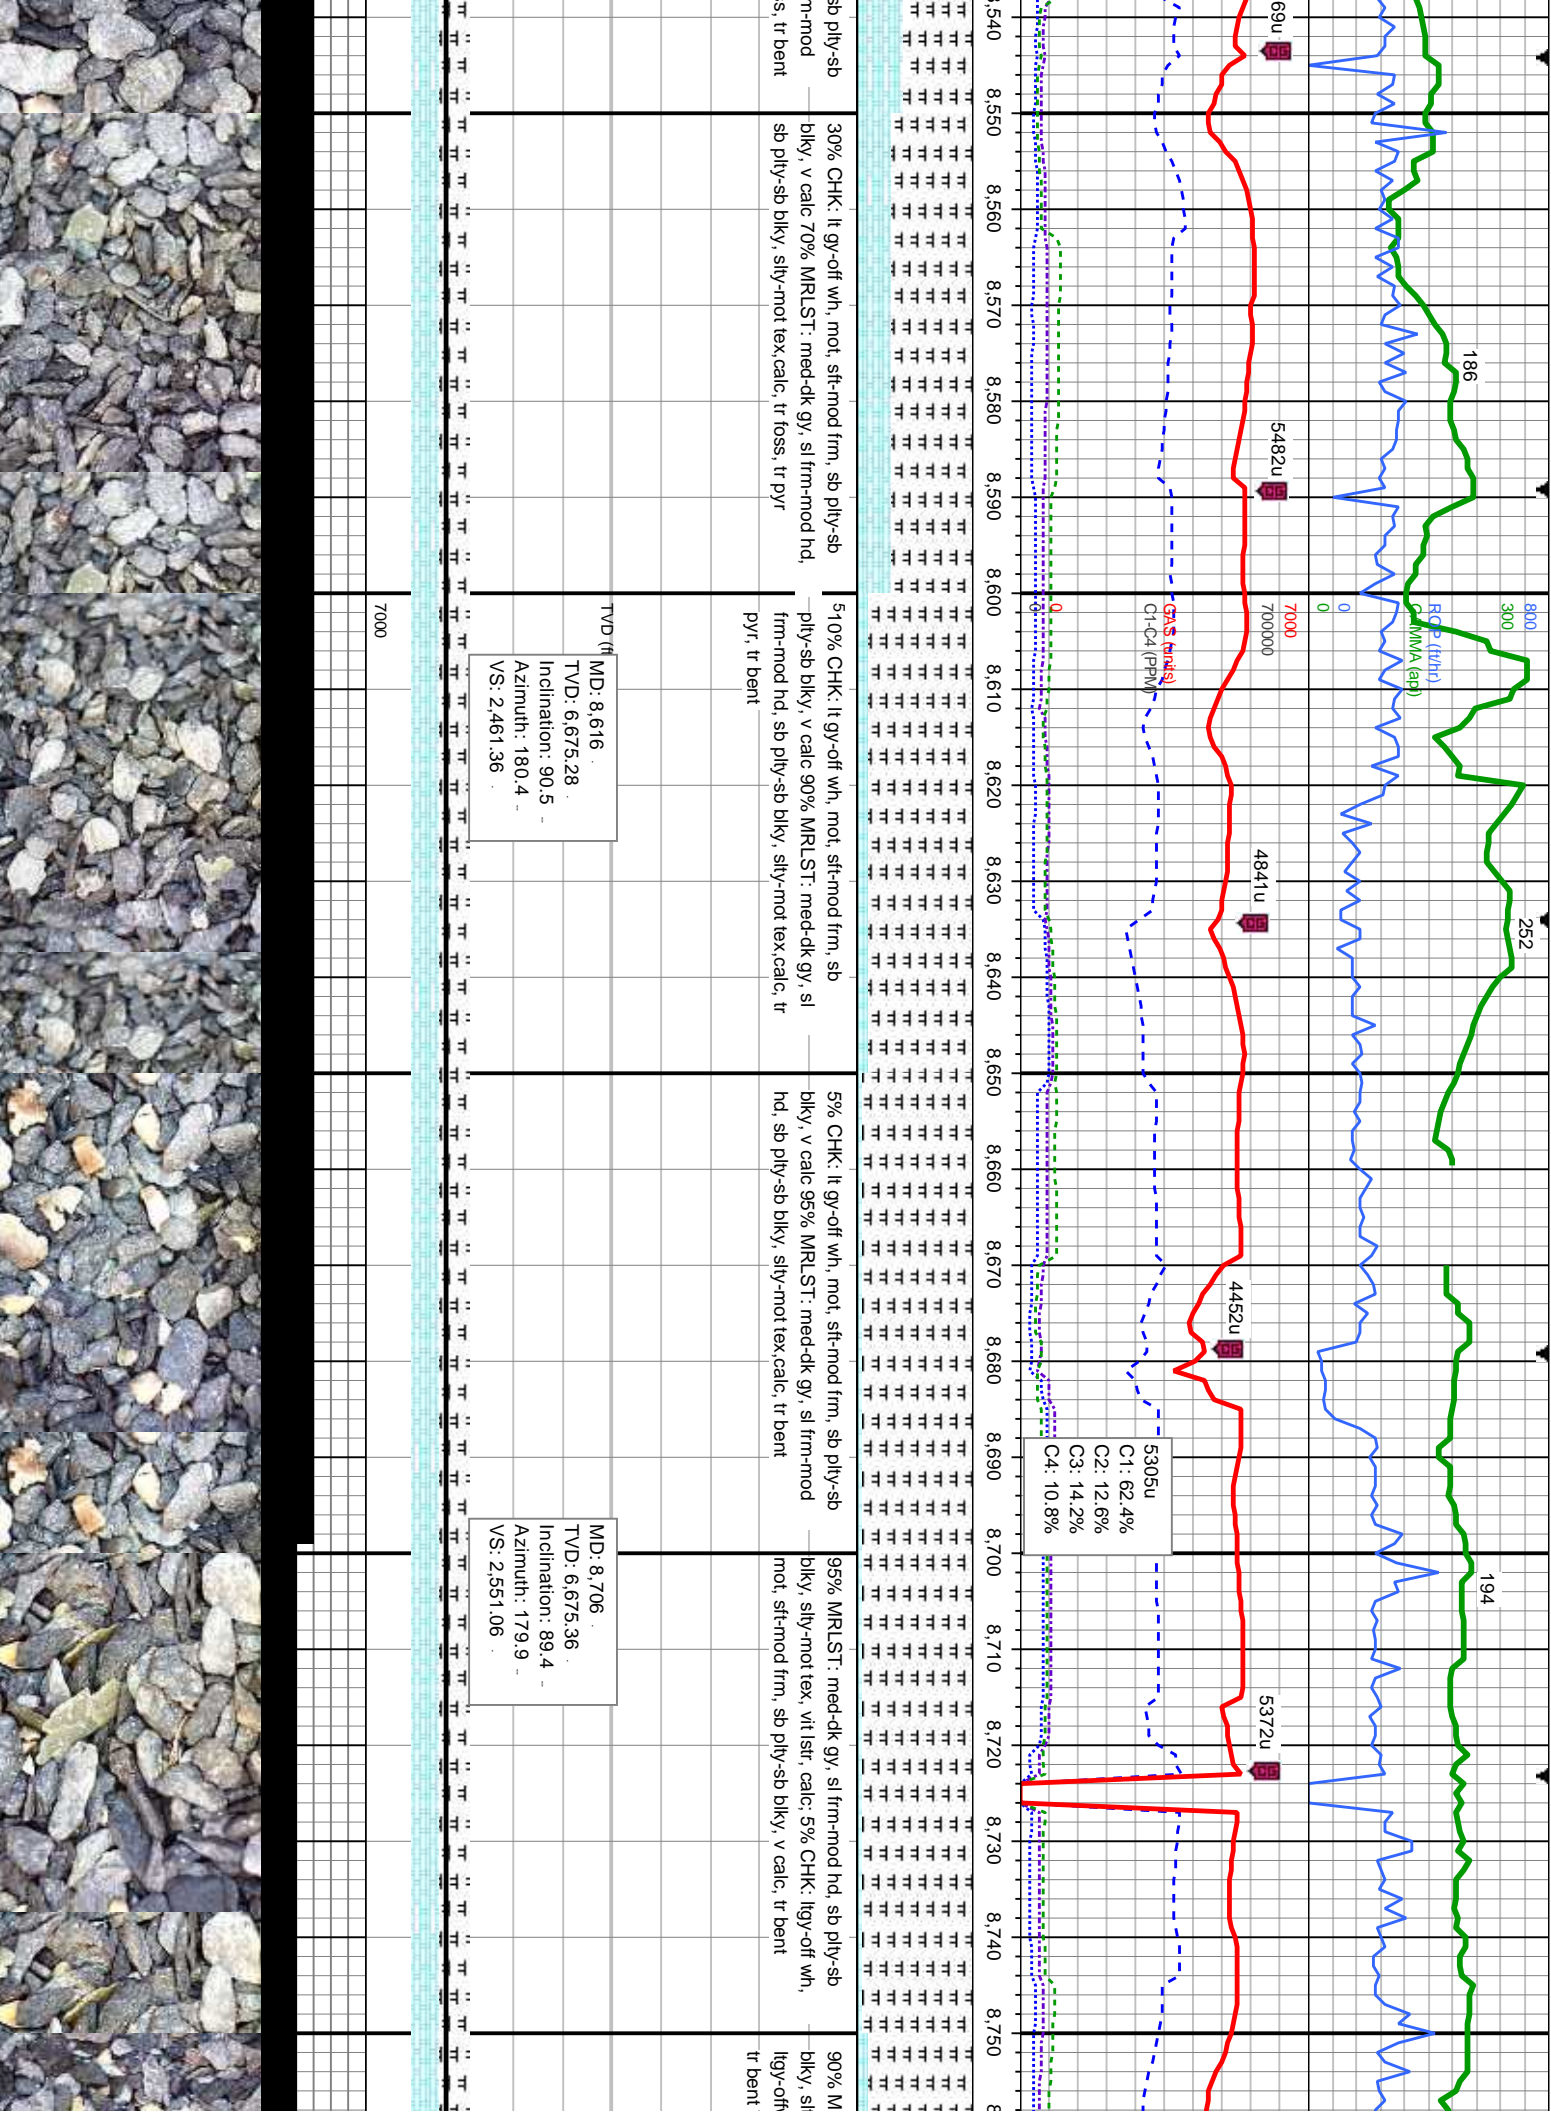 sb plty-sb
m-mod
s, tr bent
30% CHK: lt gy-off wh, mot, sft-mod frm, sb plty-sb
blky, v calc 70% MRLST: med-dk gy, sl frm-mod hd,
sb plty-sb blky, slty-mot tex,calc, tr foss, tr pyr
510% CHK: lt gy-off wh, mot, sft-mod frm, sb
plty-sb blky, v calc 90% MRLST: med-dk gy, sl
frm-mod hd, sb plty-sb blky, slty-mot tex,calc, tr
pyr, tr bent
5% CHK: lt gy-off wh, mot, sft-mod frm, sb plty-sb
blky, v calc 95% MRLST: med-dk gy, sl frm-mod
hd, sb plty-sb blky, slty-mot tex,calc, tr bent
95% MRLST: med-dk gy, sl frm-mod hd, sb plty-sb
blky, slty-mot tex, vit lstr, calc; 5% CHK: ltgy-off wh,
mot, sft-mod frm, sb plty-sb blky, v calc, tr bent
90% M
blky, slt
ltgy-off
tr bent
7000
TVD (ft
MD: 8,616
TVD: 6,675.28
Inclination: 90.5
Azimuth: 180.4
VS: 2,461.36
MD: 8,706
TVD: 6,675.36
Inclination: 89.4
Azimuth: 179.9
VS: 2,551.06
8,540
8,550
8,560
8,570
8,580
8,590
8,600
8,610
8,620
8,630
8,640
8,650
8,660
8,670
8,680
8,690
8,700
8,710
8,720
8,730
8,740
8,750
8
69u
5482u
4841u
4452u
5372u
5305u
C1: 62.4%
C2: 12.6%
C3: 14.2%
C4: 10.8%
0
0
GAS (units)
C1-C4 (PPM)
7000
700000
0
0
ROP (ft/hr)
GAMMA (api)
300
800
186
252
194